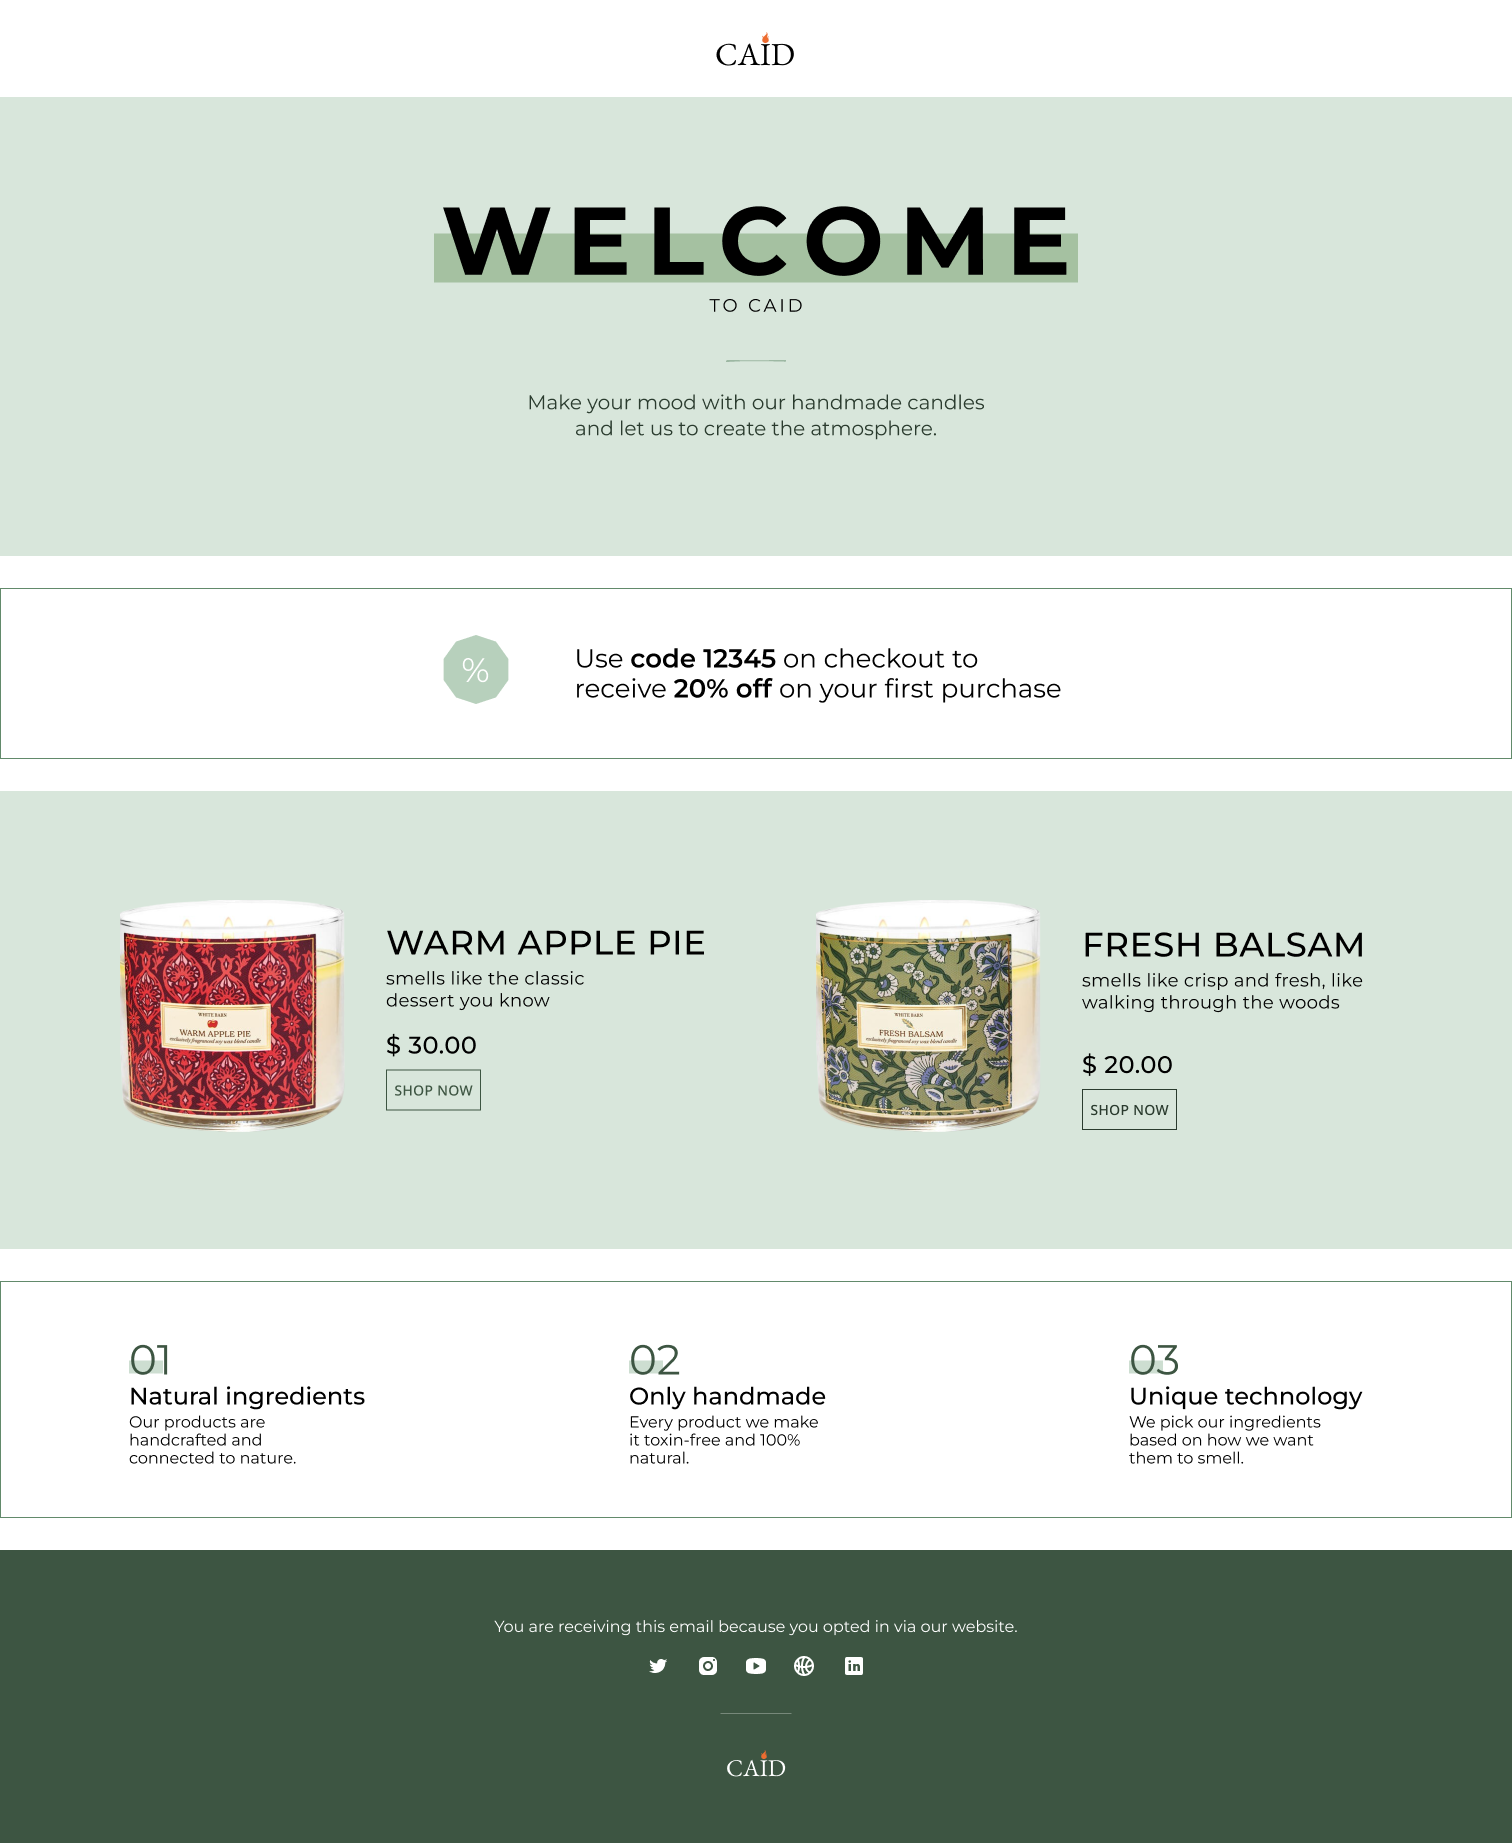 CAID
WELCOME
TO CAID
Make your mood with our handmade candles
and let us to create the atmosphere.
%
Use code 12345 on checkout to
receive 20% off on your first purchase
WHITE BARN
WARM APPLE PIE
exclusively fragranced soy wax blend candle
WARM APPLE PIE
smells like the classic
dessert you know
$ 30.00
SHOP NOW
WHITE BARN
FRESH BALSAM
exclusively fragranced soy wax blend candle
FRESH BALSAM
smells like crisp and fresh, like
walking through the woods
$ 20.00
SHOP NOW
01
Natural ingredients
Our products are
handcrafted and
connected to nature.
02
Only handmade
Every product we make
it toxin-free and 100%
natural.
03
Unique technology
We pick our ingredients
based on how we want
them to smell.
You are receiving this email because you opted in via our website.
in
CAID